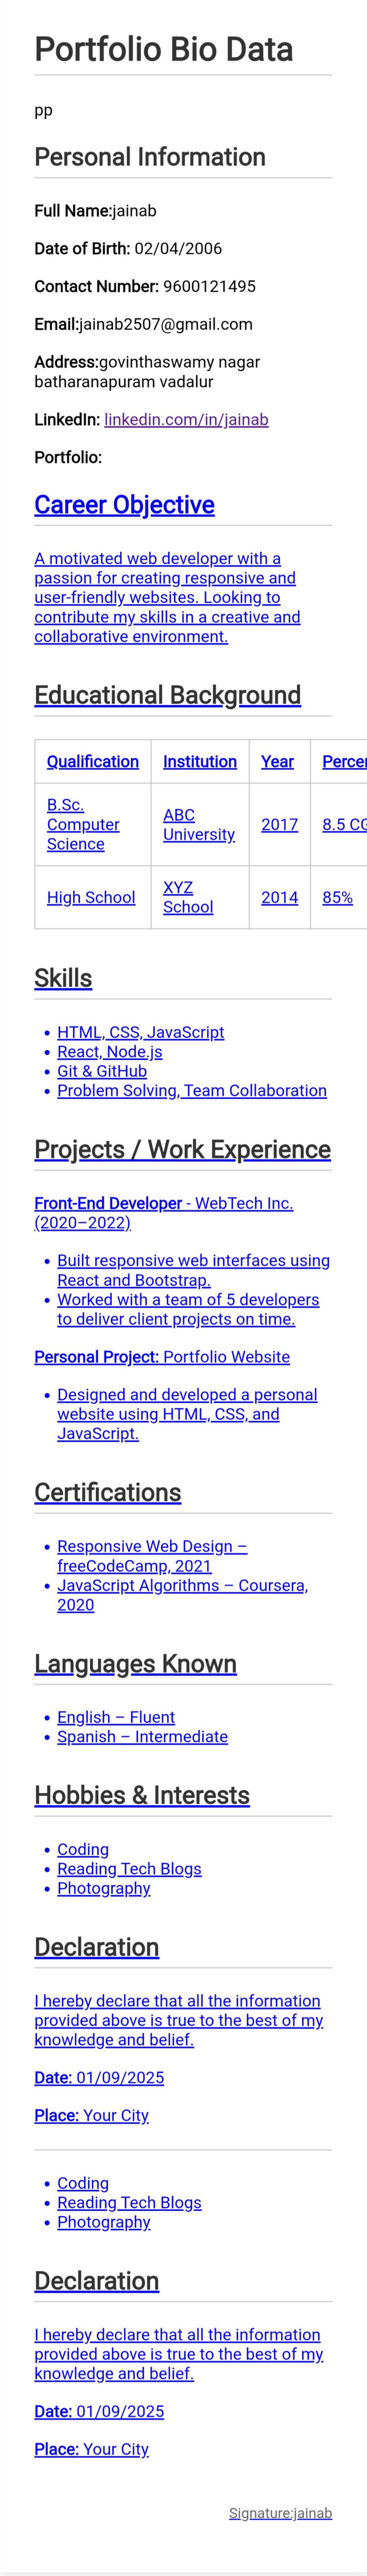 Portfolio Bio Data
pp
Personal Information
Full Name:jainab
Date of Birth: 02/04/2006
Contact Number: 9600121495
Email:jainab2507@gmail.com
Address:govinthaswamy nagar
batharanapuram vadalur
LinkedIn: linkedin.com/in/jainab
Portfolio:
Career Objective
A motivated web developer with a
passion for creating responsive and
user-friendly websites. Looking to
contribute my skills in a creative and
collaborative environment.
Educational Background
Qualification Institution Year
B.Sc. Computer Science ABC University 2017 8.5
High School XYZ School 2014 85%
Skills
• HTML, CSS, JavaScript
• React, Node.js
• Git & GitHub
• Problem Solving, Team Collaboration
Projects / Work Experience
Front-End Developer - WebTech Inc.
(2020–2022)
• Built responsive web interfaces using
React and Bootstrap.
• Worked with a team of 5 developers
to deliver client projects on time.
Personal Project: Portfolio Website
• Designed and developed a personal
website using HTML, CSS, and
JavaScript.
Certifications
• Responsive Web Design –
freeCodeCamp, 2021
• JavaScript Algorithms – Coursera,
2020
Languages Known
• English – Fluent
• Spanish – Intermediate
Hobbies & Interests
• Coding
• Reading Tech Blogs
• Photography
Declaration
I hereby declare that all the information
provided above is true to the best of my
knowledge and belief.
Date: 01/09/2025
Place: Your City
• Coding
• Reading Tech Blogs
• Photography
Declaration
I hereby declare that all the information
provided above is true to the best of my
knowledge and belief.
Date: 01/09/2025
Place: Your City
Signature:jainab